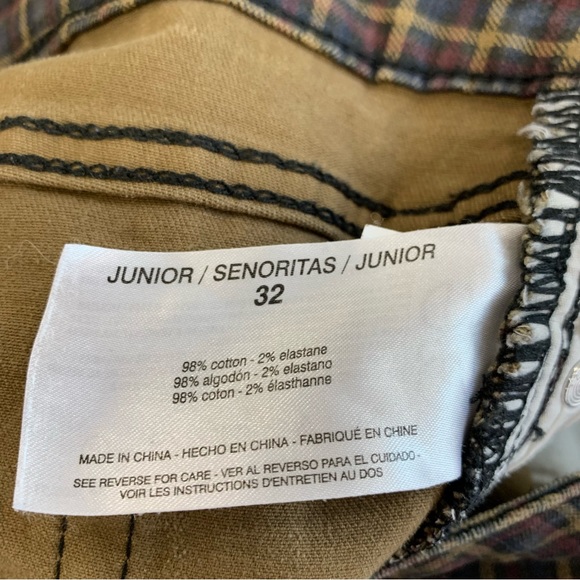 JUNIOR / SENORITAS / JUNIOR
32
98% cotton - 2% elastane
98% algodón - 2% elastano
98% coton - 2% élasthanne
MADE IN CHINA - HECHO EN CHINA - FABRIQUÉ EN CHINE
SEE REVERSE FOR CARE - VER AL REVERSO PARA EL CUIDADO -
VOIR LES INSTRUCTIONS D'ENTRETIEN AU DOS